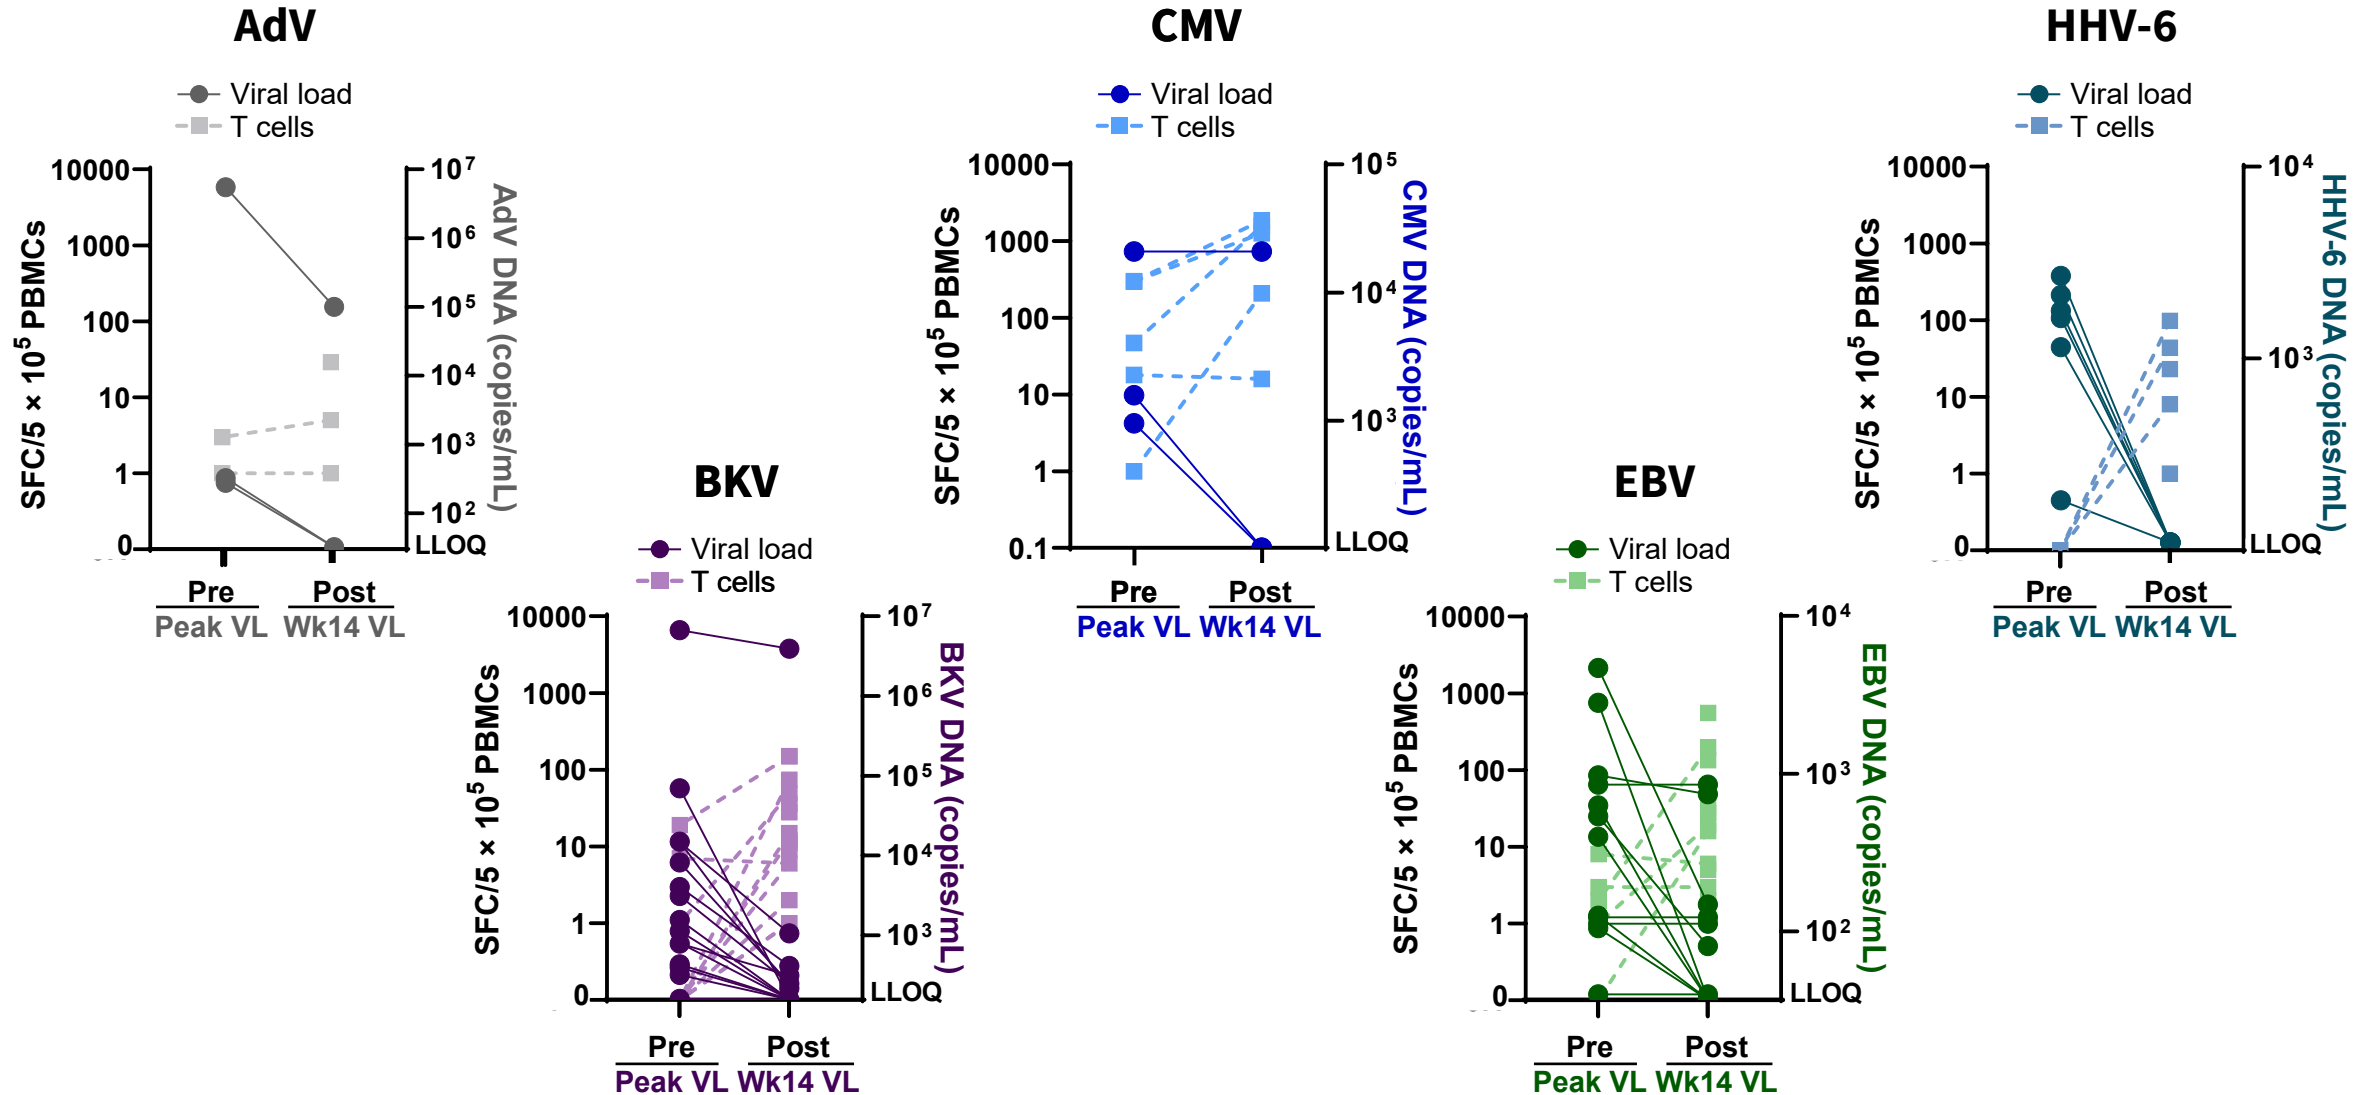 AdV
Viral load
T cells
10000
1000
100
10
1
0
SFC/5 × 10⁵ PBMCs
10⁷
10⁶
10⁵
10⁴
10³
10²
LLOQ
AdV DNA (copies/mL)
Pre
Post
Peak VL
Wk14 VL
BKV
Viral load
T cells
10000
1000
100
10
1
0
SFC/5 × 10⁵ PBMCs
10⁷
10⁶
10⁵
10⁴
10³
LLOQ
BKV DNA (copies/mL)
Pre
Post
Peak VL
Wk14 VL
CMV
Viral load
T cells
10000
1000
100
10
1
0.1
SFC/5 × 10⁵ PBMCs
10⁵
10⁴
10³
LLOQ
CMV DNA (copies/mL)
Pre
Post
Peak VL
Wk14 VL
EBV
Viral load
T cells
10000
1000
100
10
1
0
SFC/5 × 10⁵ PBMCs
10⁴
10³
10²
LLOQ
EBV DNA (copies/mL)
Pre
Post
Peak VL
Wk14 VL
HHV-6
Viral load
T cells
10000
1000
100
10
1
0
SFC/5 × 10⁵ PBMCs
10⁴
10³
LLOQ
HHV-6 DNA (copies/mL)
Pre
Post
Peak VL
Wk14 VL